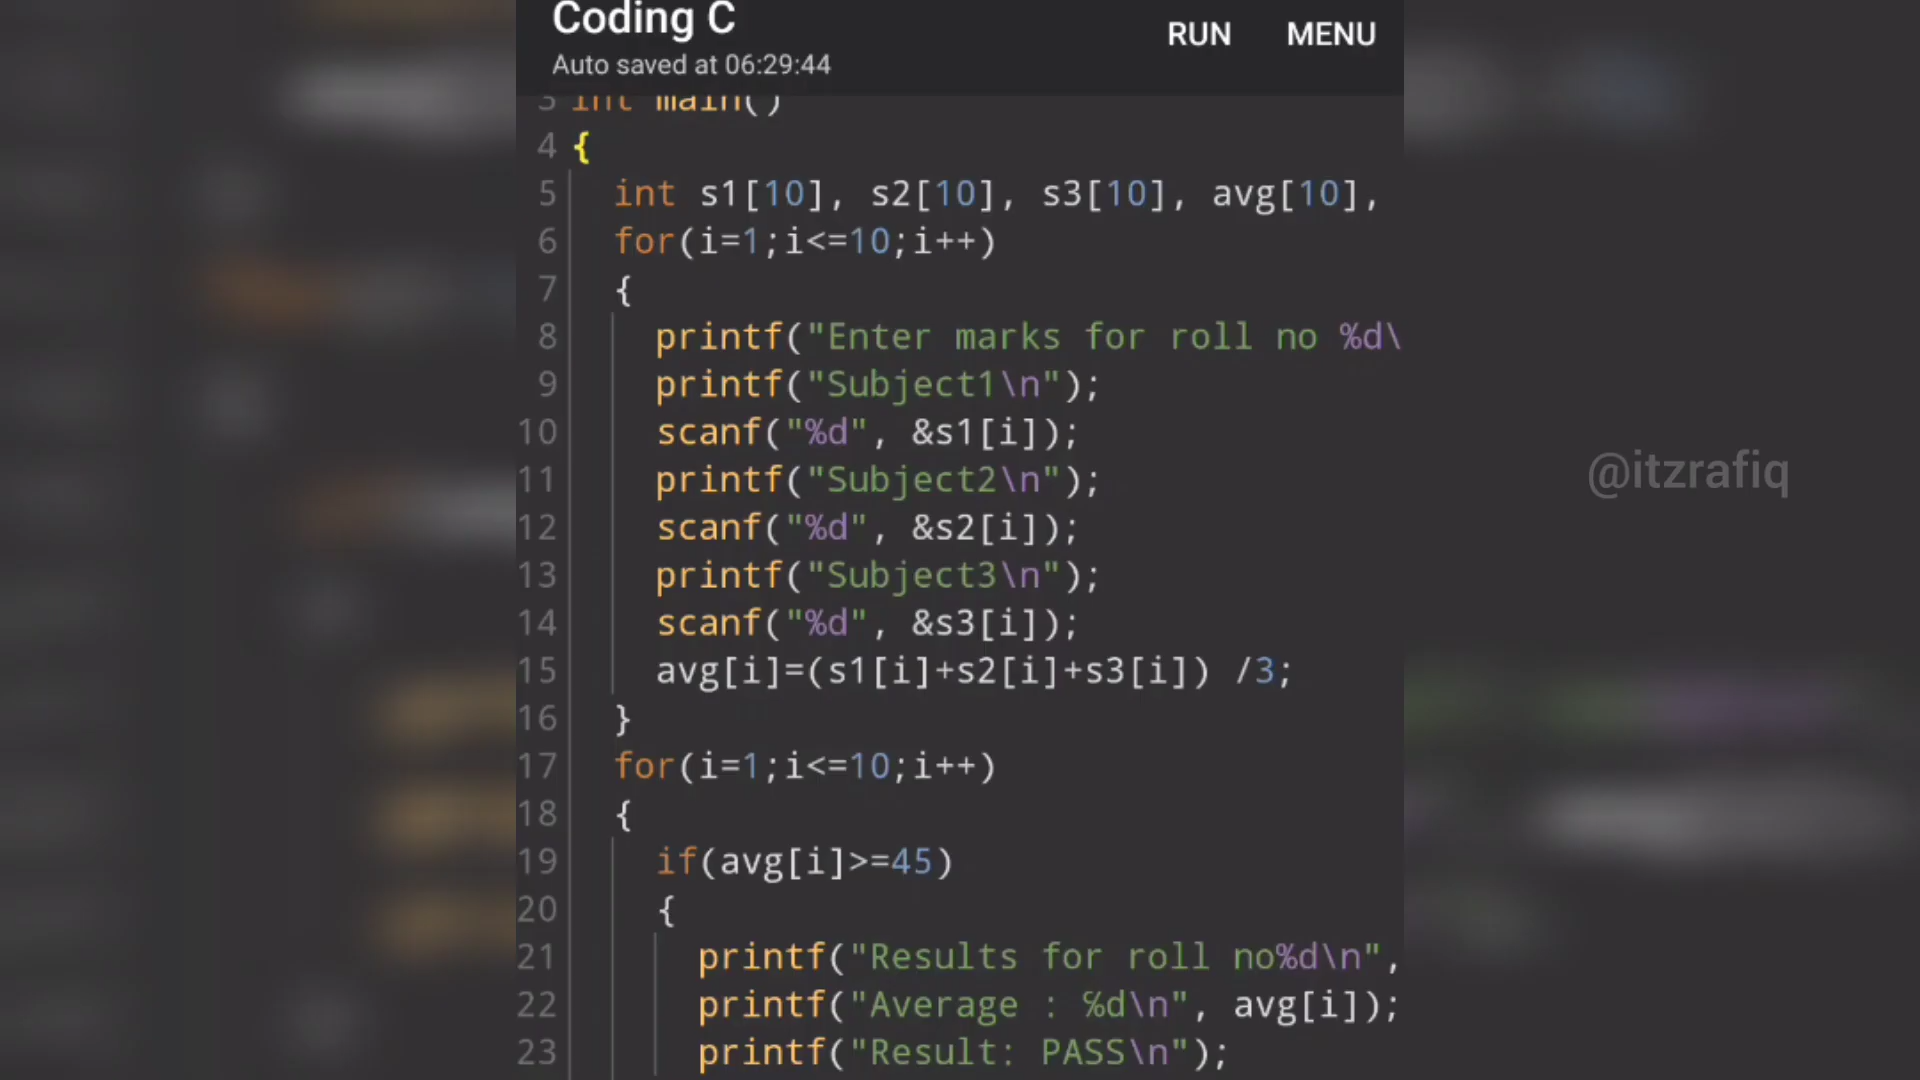 Coding C
RUN
MENU
Auto saved at 06:29:44
3 int main()
4 {
5 int s1[10], s2[10], s3[10], avg[10],
6 for(i=1;i<=10;i++)
7 {
8 printf("Enter marks for roll no %d\
9 printf("Subject1\n");
10 scanf("%d", &s1[i]);
11 printf("Subject2\n");
12 scanf("%d", &s2[i]);
13 printf("Subject3\n");
14 scanf("%d", &s3[i]);
15 avg[i]=(s1[i]+s2[i]+s3[i]) /3;
16 }
17 for(i=1;i<=10;i++)
18 {
19 if(avg[i]>=45)
20 {
21 printf("Results for roll no%d\n",
22 printf("Average : ℅d\n", avg[i]);
23 printf("Result: PASS\n");
@itzrafiq